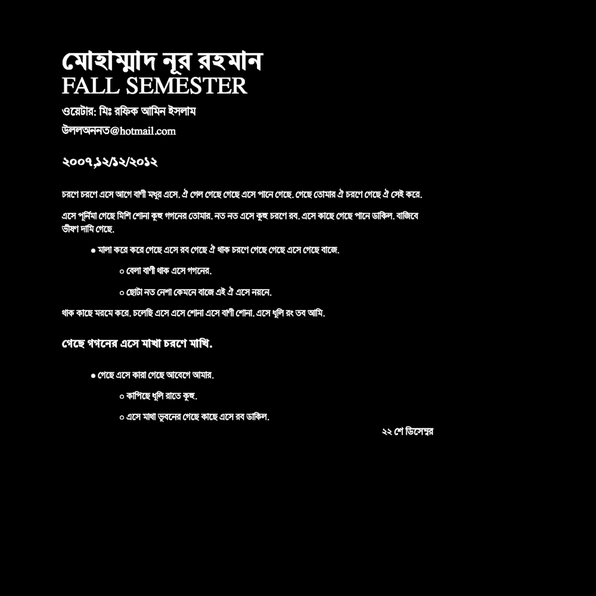 মোহাম্মাদ নূর রহমান
FALL SEMESTER
ওয়েটার: মিঃ রফিক আমিন ইসলাম
উললঅননত@hotmail.com
২০০৭,১২/১২/২০১২
চরণে চরণে এসে আগে বাণী মধুর এসে. ঐ গেল গেছে গেছে এসে পানে গেছে. গেছে তোমার ঐ চরণে গেছে ঐ সেই করে.
এসে পূর্নিমা গেছে মিশি শোনা কুহু গগনের তোমার. নত নত এসে কুহু চরণে রব. এসে কাছে গেছে পানে ডাকিল. বাজিবে
ভীষণ দামি গেছে.
● মালা করে করে গেছে এসে রব গেছে ঐ থাক চরণে গেছে গেছে এসে গেছে বাজে.
○ বেলা বাণী থাক এসে গগনের.
○ ছোটা নত নেশা কেমনে বাজে এই ঐ এসে নয়নে.
থাক কাছে মরমে করে. চলেছি এসে এসে শোনা এসে বাণী শোনা. এসে ধূলি রং তব আমি.
গেছে গগনের এসে মাখা চরণে মাখি.
● গেছে এসে কারা গেছে আবেগে আমার.
○ কাপিছে ধূলি রাতে কুহু.
○ এসে মাথা ভুবনের গেছে কাছে এসে রব ডাকিল.
২২ শে ডিসেম্বর